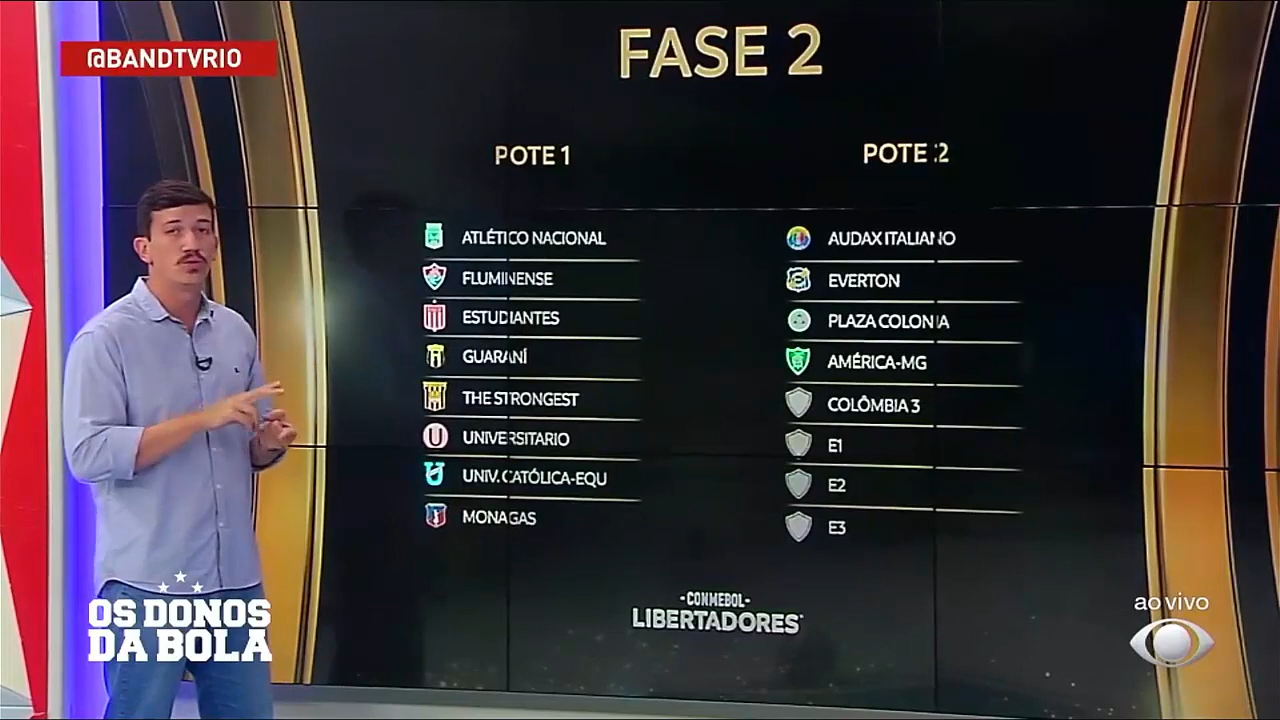 @BANDTVRIO
FASE 2
POTE 1
ATLÉTICO NACIONAL
FLUMINENSE
ESTUDIANTES
GUARANÍ
THE STRONGEST
UNIVERSITARIO
UNIV. CATÓLICA-EQU
MONAGAS
POTE 2
AUDAX ITALIANO
EVERTON
PLAZA COLONIA
AMÉRICA-MG
COLÔMBIA 3
E1
E2
E3
-CONMEBOL-
LIBERTADORES
OS DONOS
DA BOLA
ao vivo